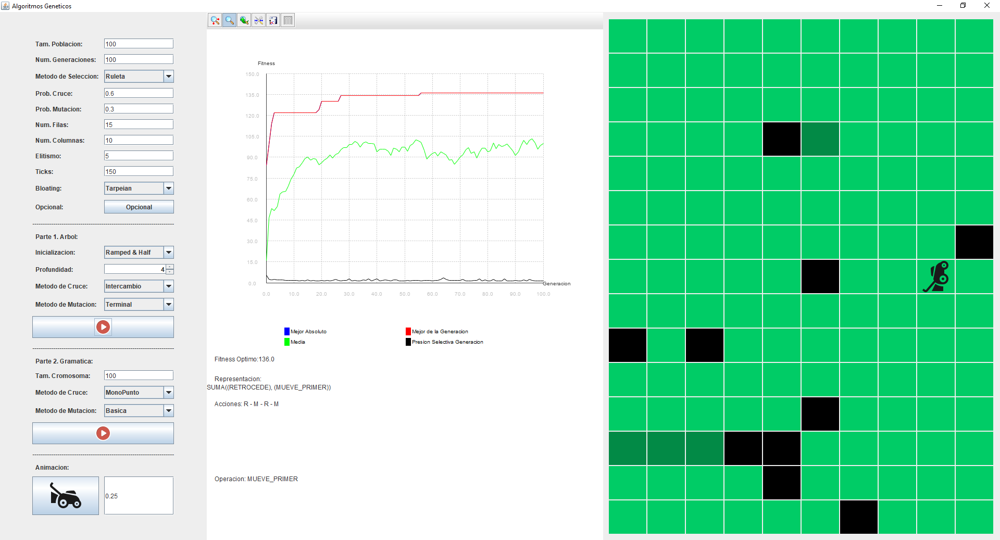 Algoritmos Geneticos
Tam. Poblacion: 100
Num. Generaciones: 100
Metodo de Seleccion: Ruleta
Prob. Cruce: 0.6
Prob. Mutacion: 0.3
Num. Filas: 15
Num. Columnas: 10
Elitismo: 5
Ticks: 150
Bloating: Tarpeian
Opcional: Opcional
Parte 1. Arbol:
Inicializacion: Ramped & Half
Profundidad: 4
Metodo de Cruce: Intercambio
Metodo de Mutacion: Terminal
Parte 2. Gramatica:
Tam. Cromosoma: 100
Metodo de Cruce: MonoPunto
Metodo de Mutacion: Basica
Animacion:
0.25
Fitness
150.0
135.0
120.0
105.0
90.0
75.0
60.0
45.0
30.0
15.0
0.0
Generacion
0.0 10.0 20.0 30.0 40.0 50.0 60.0 70.0 80.0 90.0 100.0
Mejor Absoluto Mejor de la Generacion
Media Presion Selectiva Generacion
Fitness Optimo:136.0
Representacion:
SUMA((RETROCEDE), (MUEVE_PRIMER))
Acciones: R - M - R - M
Operacion: MUEVE_PRIMER